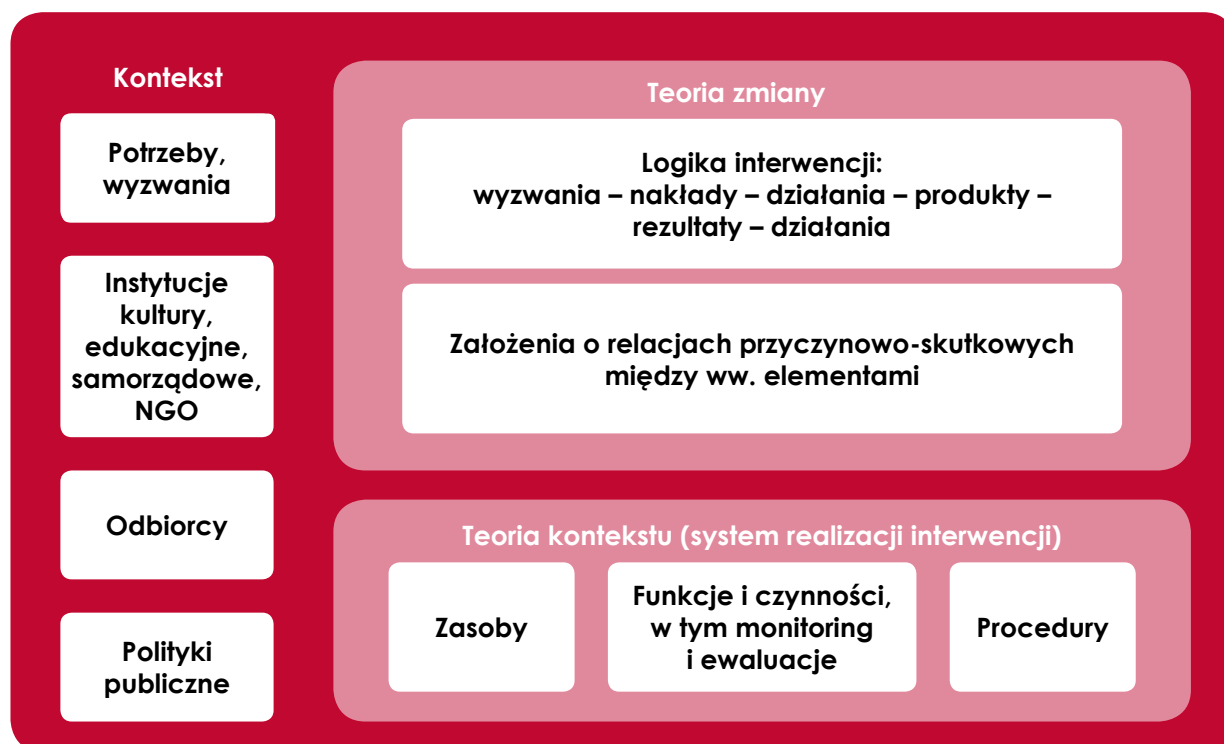 Kontekst
Potrzeby,
wyzwania
Instytucje
kultury,
edukacyjne,
samorządowe,
NGO
Odbiorcy
Polityki
publiczne
Teoria zmiany
Logika interwencji:
wyzwania – nakłady – działania – produkty –
rezultaty – działania
Założenia o relacjach przyczynowo-skutkowych
między ww. elementami
Teoria kontekstu (system realizacji interwencji)
Zasoby
Funkcje i czynności,
w tym monitoring
i ewaluacje
Procedury